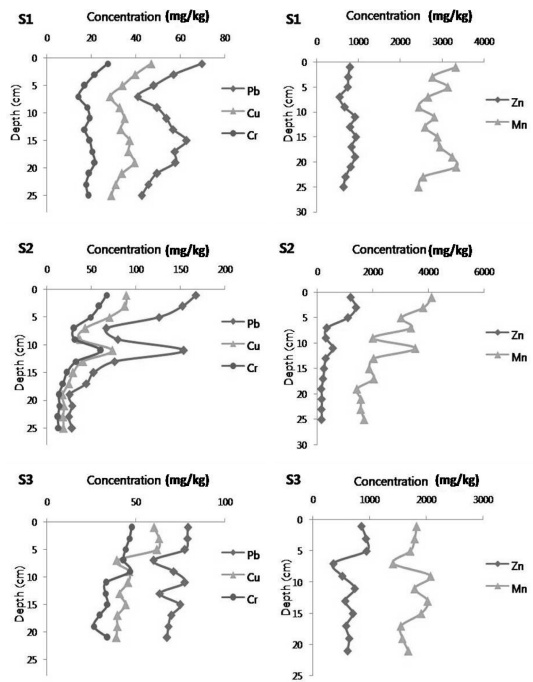 S1 Concentration (mg/kg)
0 20 40 60 80
Depth (cm)
0
5
10
15
20
25
30
Pb
Cu
Cr
S1 Concentration (mg/kg)
0 1000 2000 3000 4000
Depth (cm)
0
5
10
15
20
25
30
Zn
Mn
S2 Concentration (mg/kg)
0 50 100 150 200
Depth (cm)
0
5
10
15
20
25
30
Pb
Cu
Cr
S2 Concentration (mg/kg)
0 2000 4000 6000
Depth (cm)
0
5
10
15
20
25
30
Zn
Mn
S3 Concentration (mg/kg)
0 50 100
Depth (cm)
0
5
10
15
20
25
Pb
Cu
Cr
S3 Concentration (mg/kg)
0 1000 2000 3000
Depth (cm)
0
5
10
15
20
25
Zn
Mn